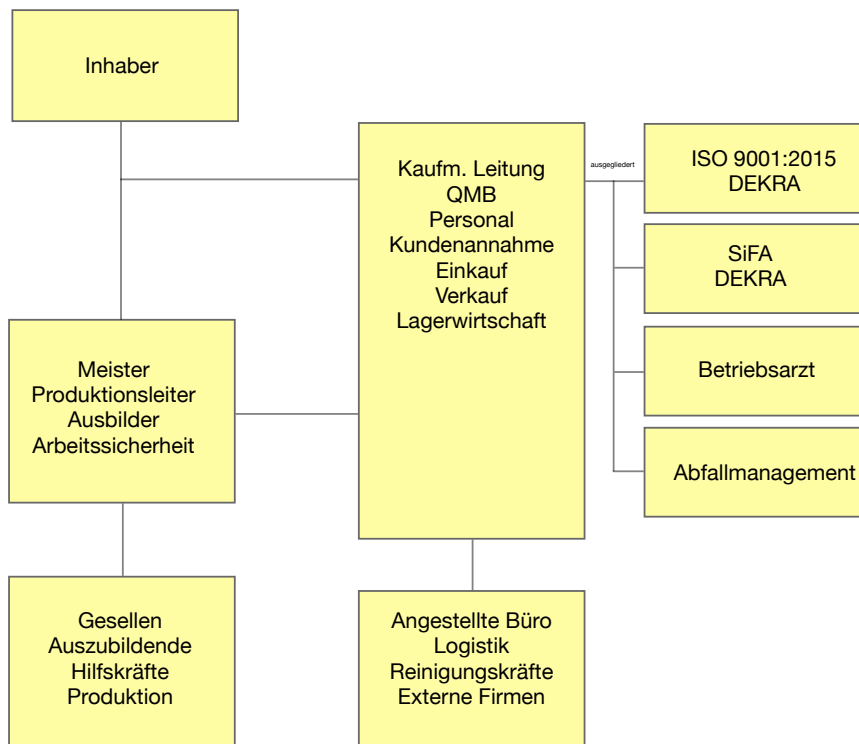 Inhaber
Kaufm. Leitung
QMB
Personal
Kundenannahme
Einkauf
Verkauf
Lagerwirtschaft
ausgegliedert
ISO 9001:2015
DEKRA
SiFA
DEKRA
Betriebsarzt
Abfallmanagement
Meister
Produktionsleiter
Ausbilder
Arbeitssicherheit
Gesellen
Auszubildende
Hilfskräfte
Produktion
Angestellte Büro
Logistik
Reinigungskräfte
Externe Firmen